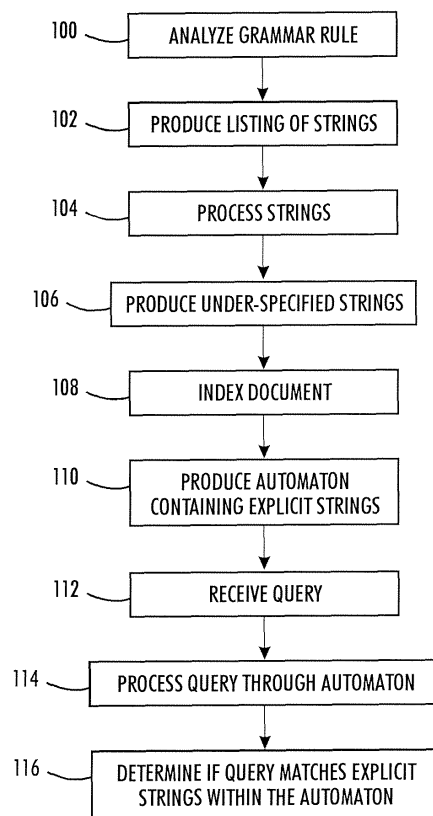 100 ANALYZE GRAMMAR RULE
102 PRODUCE LISTING OF STRINGS
104 PROCESS STRINGS
106 PRODUCE UNDER-SPECIFIED STRINGS
108 INDEX DOCUMENT
110 PRODUCE AUTOMATON
CONTAINING EXPLICIT STRINGS
112 RECEIVE QUERY
114 PROCESS QUERY THROUGH AUTOMATON
116 DETERMINE IF QUERY MATCHES EXPLICIT
STRINGS WITHIN THE AUTOMATON